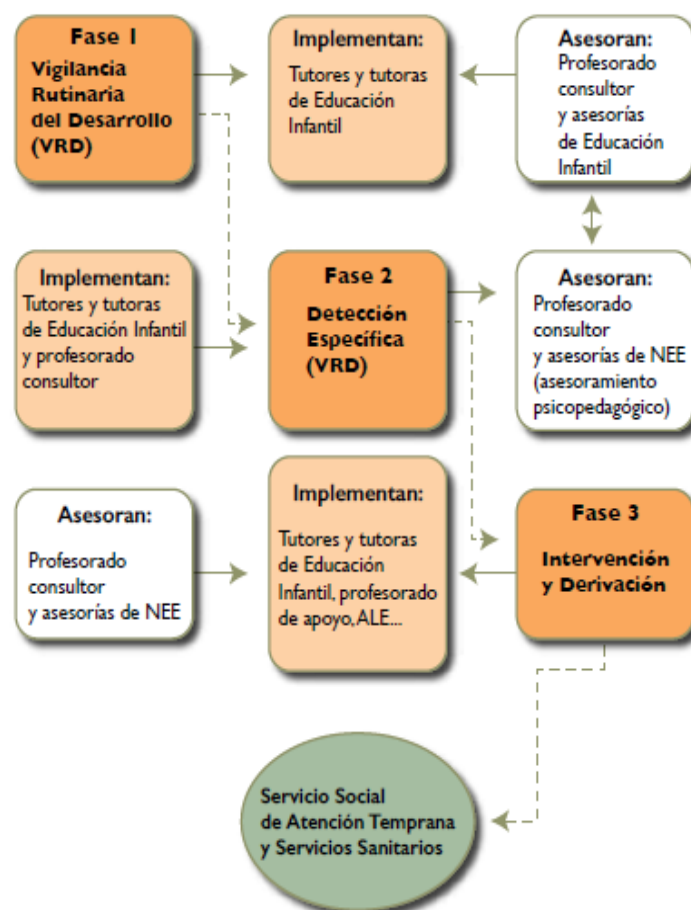 Fase 1
Vigilancia
Rutinaria
del Desarrollo
(VRD)
Implementan:
Tutores y tutoras
de Educación
Infantil
Asesoran:
Profesorado
consultor
y asesorías
de Educación
Infantil
Implementan:
Tutores y tutoras
de Educación Infantil
y profesorado
consultor
Fase 2
Detección
Específica
(VRD)
Asesoran:
Profesorado
consultor
y asesorías de NEE
(asesoramiento
psicopedagógico)
Asesoran:
Profesorado
consultor
y asesorías de NEE
Implementan:
Tutores y tutoras
de Educación
Infantil, profesorado
de apoyo, ALE...
Fase 3
Intervención
y Derivación
Servicio Social
de Atención Temprana
y Servicios Sanitarios